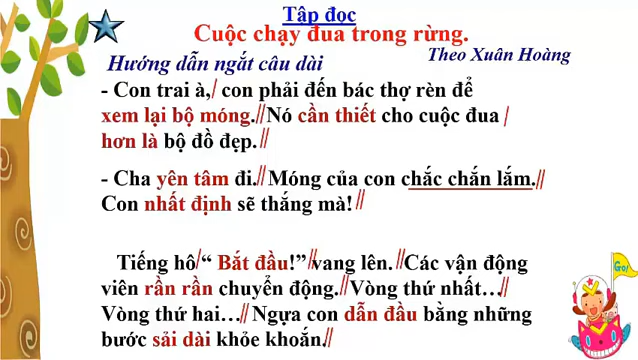 Tập đọc
Cuộc chạy đua trong rừng.
Theo Xuân Hoàng
Hướng dẫn ngắt câu dài
- Con trai à,/ con phải đến bác thợ rèn để
xem lại bộ móng.// Nó cần thiết cho cuộc đua /
hơn là bộ đồ đẹp. //
- Cha yên tâm đi.// Móng của con chắc chắn lắm.//
Con nhất định sẽ thắng mà! //
Tiếng hô/ “ Bắt đầu!”// vang lên. // Các vận động
viên rần rần chuyển động.// Vòng thứ nhất…//
Vòng thứ hai…// Ngựa con dẫn đầu bằng những
bước sải dài khỏe khoắn.//
Go!